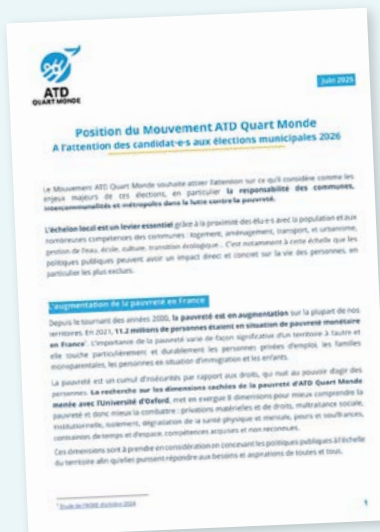 ATD
QUART MONDE
Juin 2025
Position du Mouvement ATD Quart Monde
A l'attention des candidat·e·s aux élections municipales 2026
Le Mouvement ATD Quart Monde souhaite attirer l'attention sur ce qu'il considère comme les
enjeux majeurs de ces élections, en particulier la responsabilité des communes,
intercommunalités et métropoles dans la lutte contre la pauvreté.
L'échelon local est un levier essentiel grâce à la proximité des élu·e·s avec la population et aux
nombreuses compétences des communes : logement, aménagement, transport, et urbanisme,
gestion de l'eau, école, culture, transition écologique... C'est notamment à cette échelle que les
politiques publiques peuvent avoir un impact direct et concret sur la vie des personnes, en
particulier les plus exclues.
L'augmentation de la pauvreté en France
Depuis le tournant des années 2000, la pauvreté est en augmentation sur la plupart de nos
territoires. En 2021, 11.2 millions de personnes étaient en situation de pauvreté monétaire
en France¹. L'importance de la pauvreté varie de façon significative d'un territoire à l'autre et
elle touche particulièrement et durablement les personnes privées d'emploi, les familles
monoparentales, les personnes en situation d'immigration et les enfants.
La pauvreté est un cumul d'insécurités par rapport aux droits, qui nuit au pouvoir d'agir des
personnes. La recherche sur les dimensions cachées de la pauvreté d'ATD Quart Monde
menée avec l'Université d'Oxford, met en exergue 8 dimensions pour mieux comprendre la
pauvreté et donc mieux la combattre : privations matérielles et de droits, maltraitance sociale,
institutionnelle, isolement, dégradation de la santé physique et mentale, peurs et souffrances,
contraintes de temps et d'espace, compétences acquises et non reconnues.
Ces dimensions sont à prendre en considération en concevant les politiques publiques à l'échelle
du territoire afin qu'elles puissent répondre aux besoins et aspirations de toutes et tous.
¹ Étude de l'INSEE d'octobre 2024
1